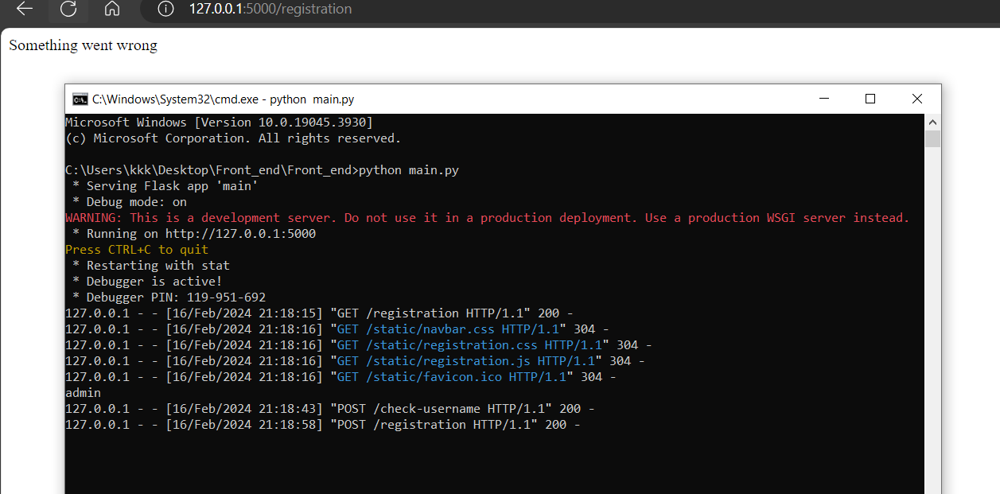 127.0.0.1:5000/registration
Something went wrong
C:\Windows\System32\cmd.exe - python  main.py
Microsoft Windows [Version 10.0.19045.3930]
(c) Microsoft Corporation. All rights reserved.
C:\Users\kkk\Desktop\Front_end\Front_end>python main.py
 * Serving Flask app 'main'
 * Debug mode: on
WARNING: This is a development server. Do not use it in a production deployment. Use a production WSGI server instead.
 * Running on http://127.0.0.1:5000
Press CTRL+C to quit
 * Restarting with stat
 * Debugger is active!
 * Debugger PIN: 119-951-692
127.0.0.1 - - [16/Feb/2024 21:18:15] "GET /registration HTTP/1.1" 200 -
127.0.0.1 - - [16/Feb/2024 21:18:16] "GET /static/navbar.css HTTP/1.1" 304 -
127.0.0.1 - - [16/Feb/2024 21:18:16] "GET /static/registration.css HTTP/1.1" 304 -
127.0.0.1 - - [16/Feb/2024 21:18:16] "GET /static/registration.js HTTP/1.1" 304 -
127.0.0.1 - - [16/Feb/2024 21:18:16] "GET /static/favicon.ico HTTP/1.1" 304 -
admin
127.0.0.1 - - [16/Feb/2024 21:18:43] "POST /check-username HTTP/1.1" 200 -
127.0.0.1 - - [16/Feb/2024 21:18:58] "POST /registration HTTP/1.1" 200 -